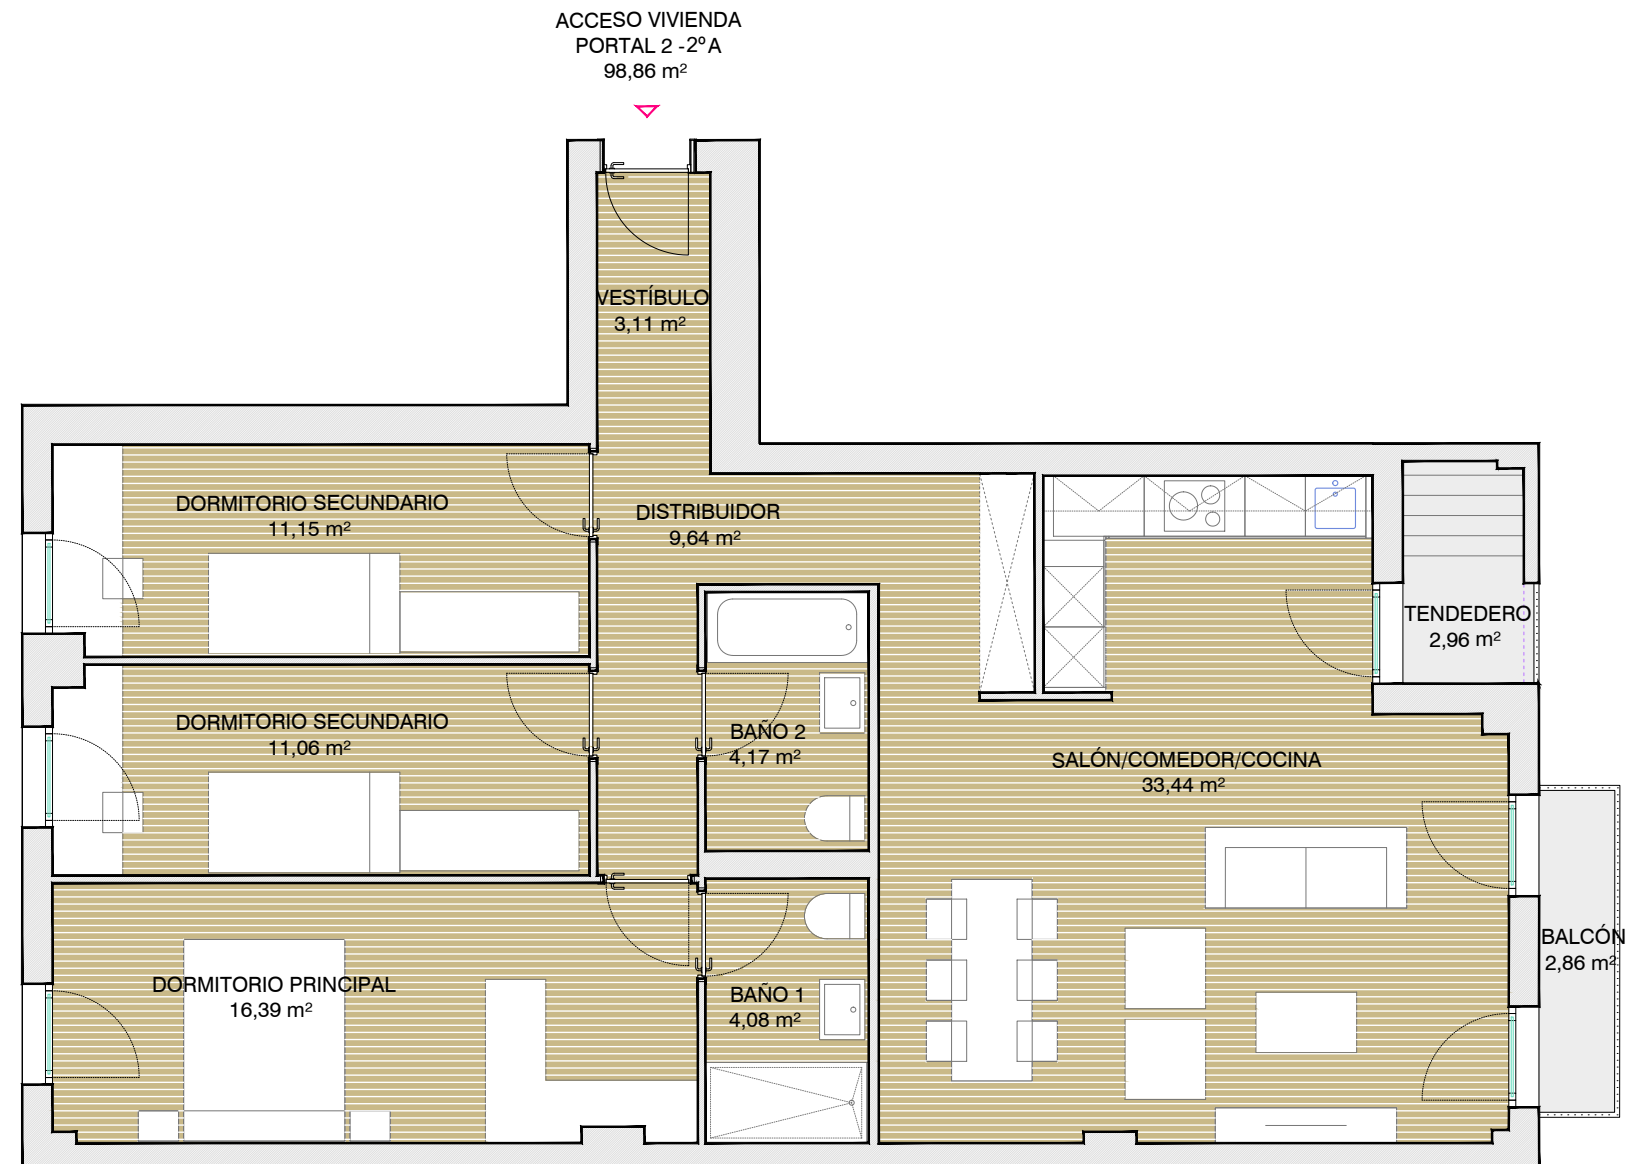 ACCESO VIVIENDA
PORTAL 2 -2º A
98,86 m²
VESTÍBULO
3,11 m²
DORMITORIO SECUNDARIO
11,15 m²
DISTRIBUIDOR
9,64 m²
TENDEDERO
2,96 m²
DORMITORIO SECUNDARIO
11,06 m²
BAÑO 2
4,17 m²
SALÓN/COMEDOR/COCINA
33,44 m²
BALCÓN
2,86 m²
DORMITORIO PRINCIPAL
16,39 m²
BAÑO 1
4,08 m²